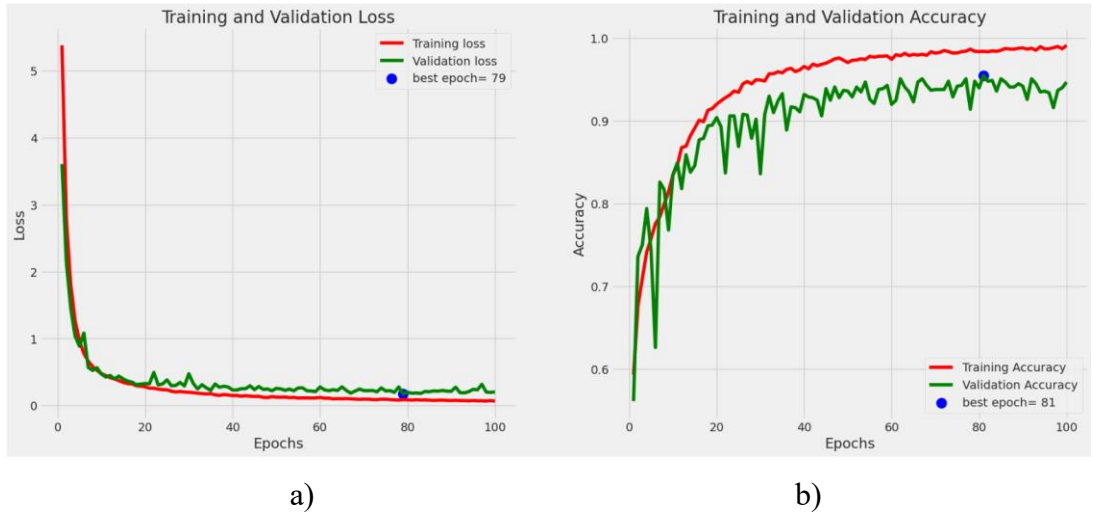 Training and Validation Loss
Training loss
Validation loss
best epoch= 79
Loss
5
4
3
2
1
0
0
20
40
60
80
100
Epochs
a)
Training and Validation Accuracy
Accuracy
1.0
0.9
0.8
0.7
0.6
Training Accuracy
Validation Accuracy
best epoch= 81
0
20
40
60
80
100
Epochs
b)